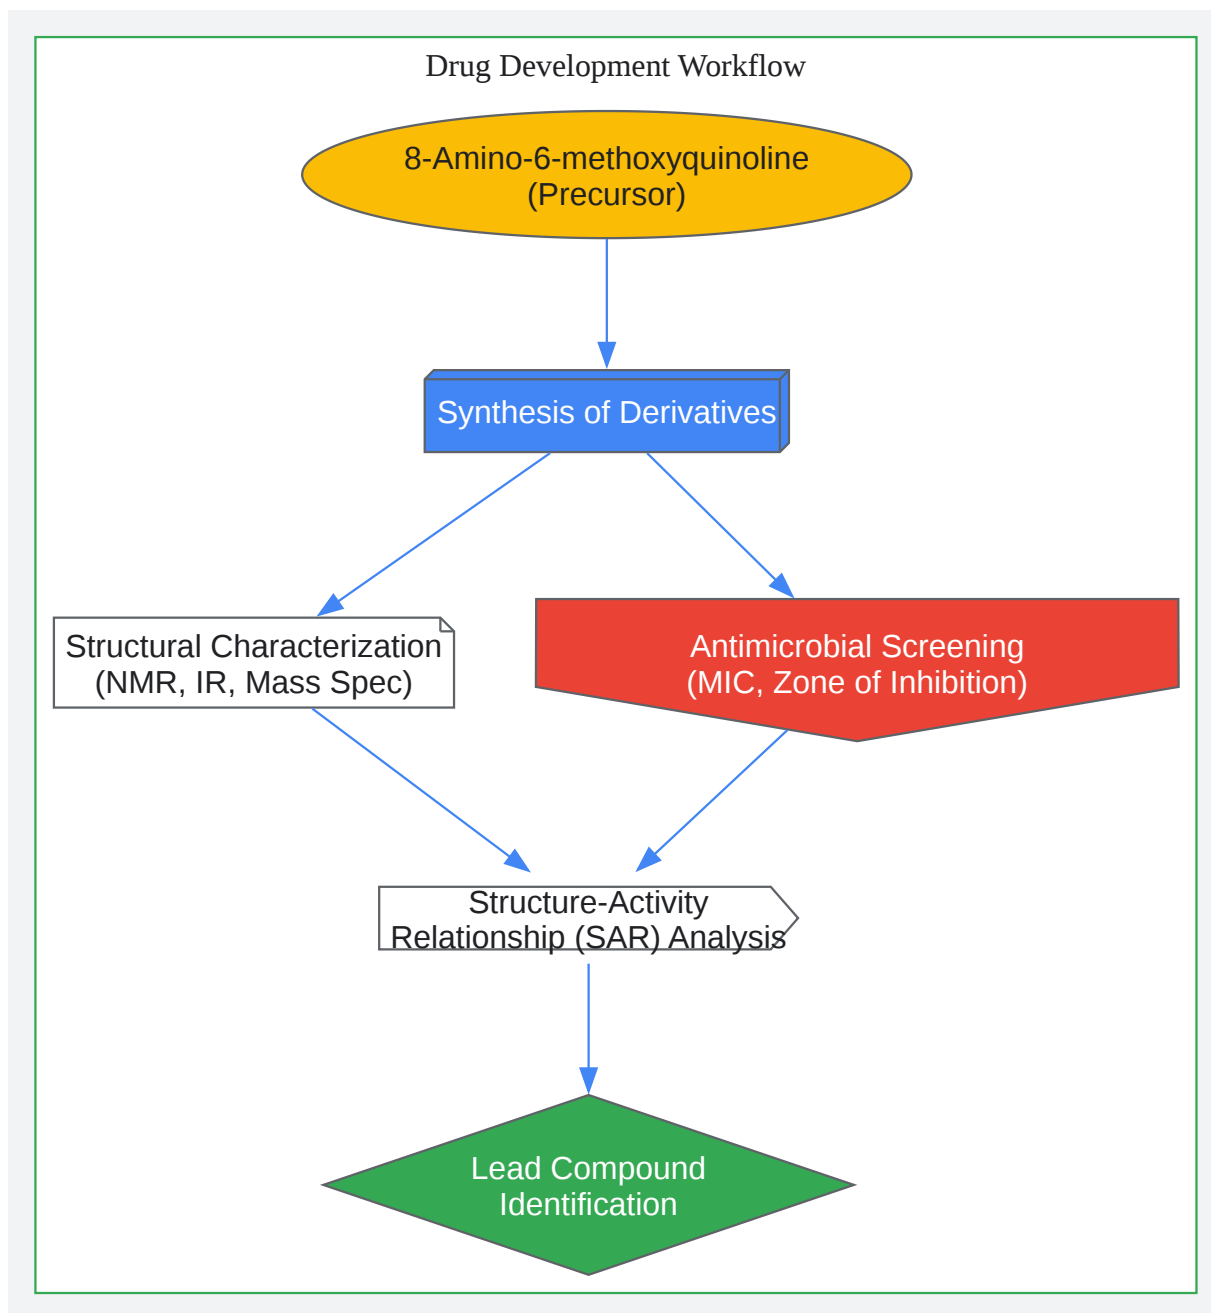 Drug Development Workflow
8-Amino-6-methoxyquinoline
(Precursor)
Synthesis of Derivatives
Structural Characterization
(NMR, IR, Mass Spec)
Antimicrobial Screening
(MIC, Zone of Inhibition)
Structure-Activity
Relationship (SAR) Analysis
Lead Compound
Identification